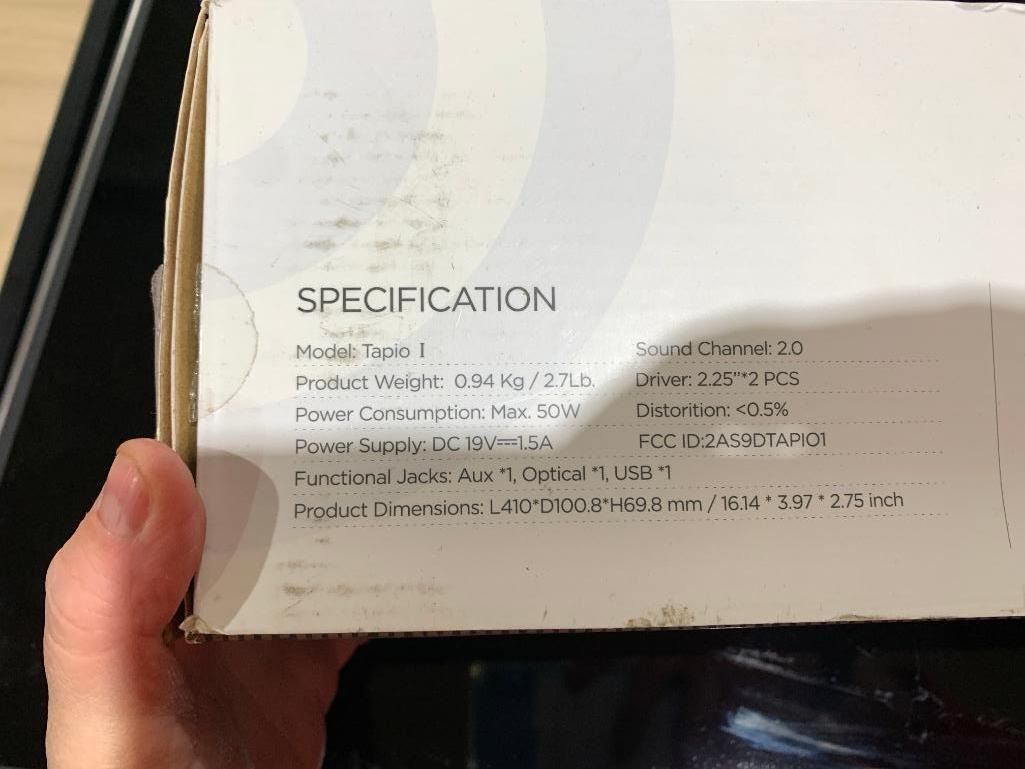 SPECIFICATION
Model: Tapio I
Sound Channel: 2.0
Product Weight: 0.94 Kg / 2.7Lb.
Driver: 2.25”*2 PCS
Power Consumption: Max. 50W
Distorition: <0.5%
Power Supply: DC 19V⎓1.5A
FCC ID:2AS9DTAPIO1
Functional Jacks: Aux *1, Optical *1, USB *1
Product Dimensions: L410*D100.8*H69.8 mm / 16.14 * 3.97 * 2.75 inch